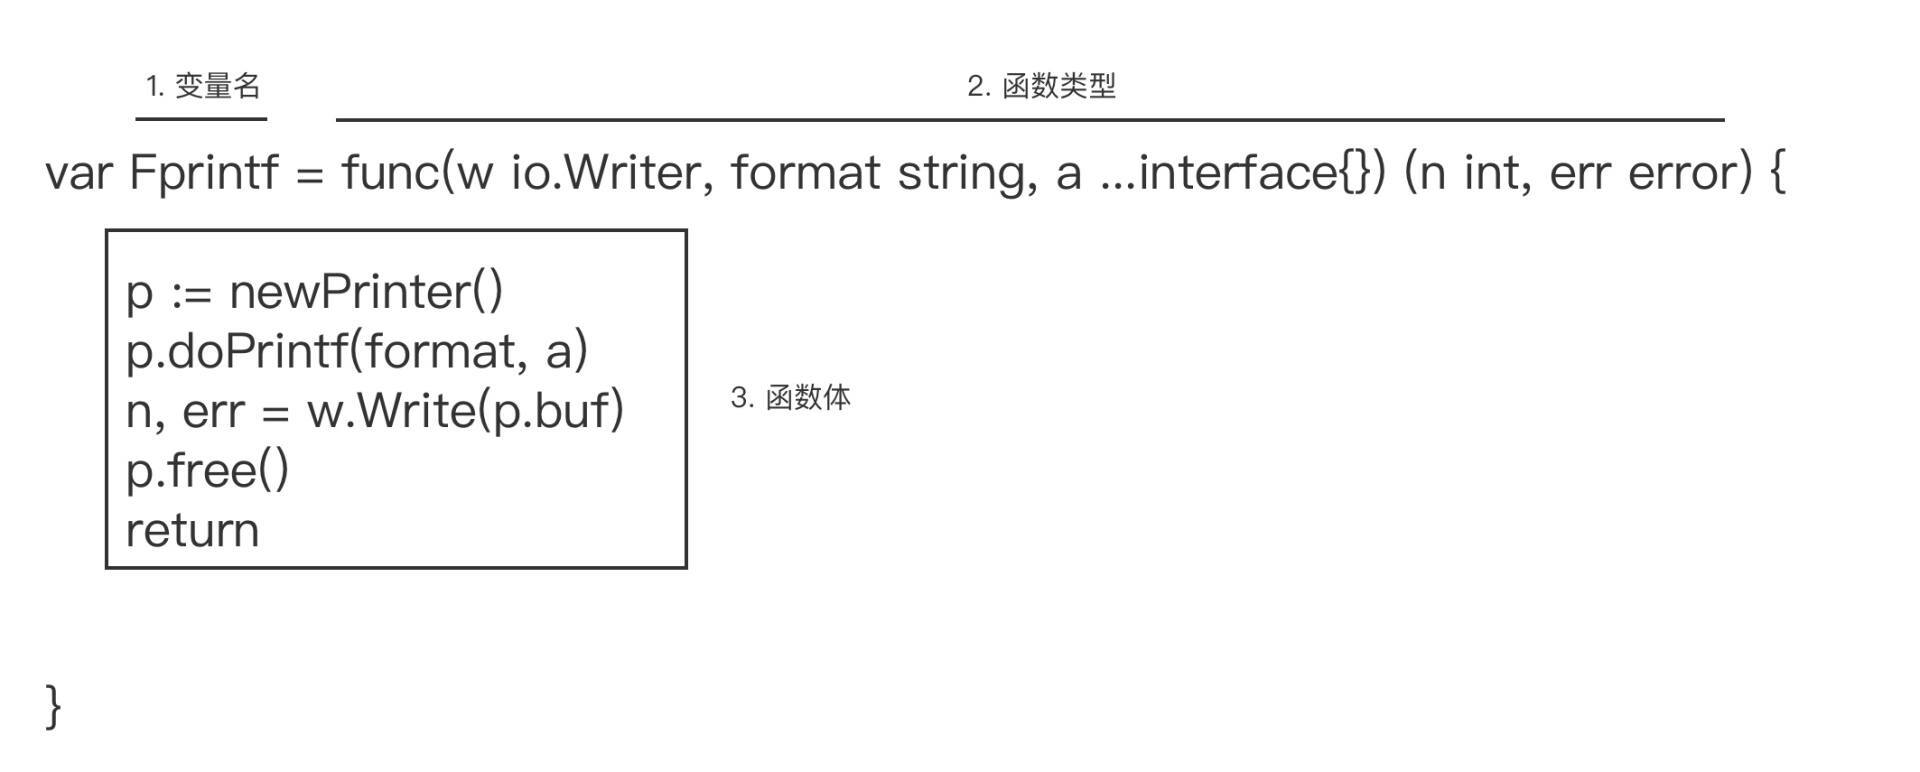 1. 变量名
2. 函数类型
var Fprintf = func(w io.Writer, format string, a ...interface{}) (n int, err error) {
p := newPrinter()
p.doPrintf(format, a)
n, err = w.Write(p.buf)
3. 函数体
p.free()
return
}